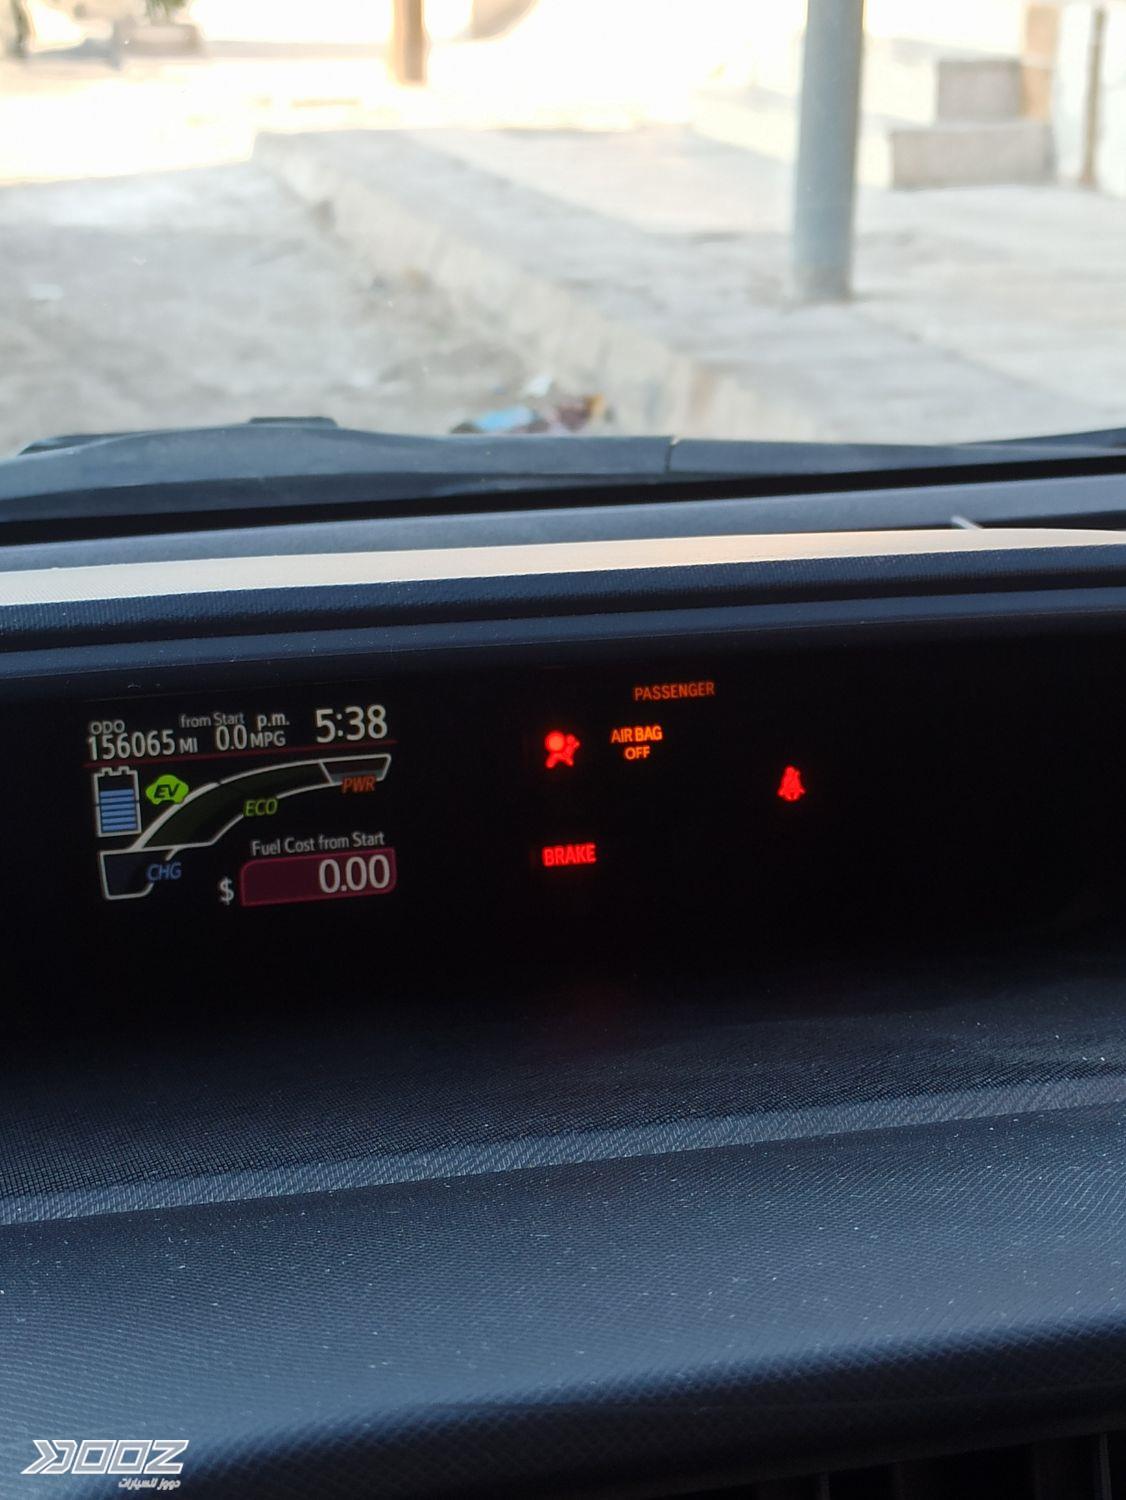 ODO from Start p.m. 5:38
156065 MI 0.0 MPG
EV
PWR
ECO
Fuel Cost from Start
CHG
$ 0.00
PASSENGER
AIR BAG
OFF
BRAKE
DOOZ
دووز للسيارات